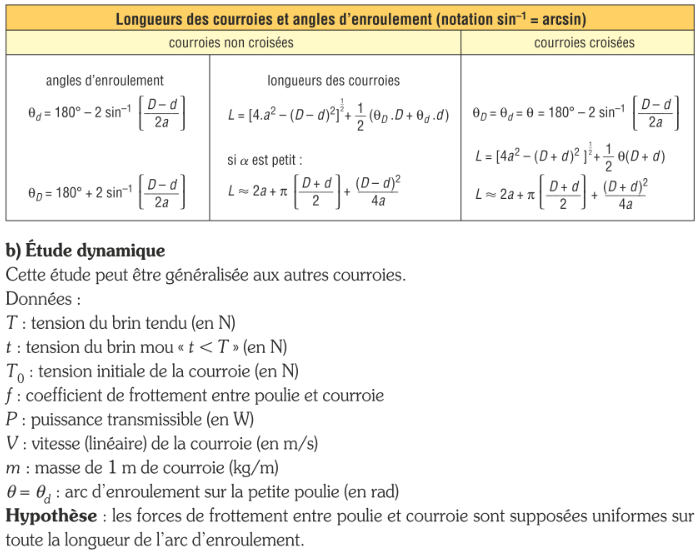 Longueurs des courroies et angles d'enroulement (notation sin⁻¹ = arcsin)
courroies non croisées
courroies croisées
angles d'enroulement
θd = 180° – 2 sin⁻¹ [(D – d)/2a]
θD = 180° + 2 sin⁻¹ [(D – d)/2a]
longueurs des courroies
L = [4.a² – (D – d)²]^½ + 1/2 (θD .D + θd .d)
si α est petit :
L ≈ 2a + π [(D + d)/2] + (D – d)²/4a
θD = θd = θ = 180° – 2 sin⁻¹ [(D – d)/2a]
L = [4a² – (D + d)² ]^½ + 1/2 θ(D + d)
L ≈ 2a + π [(D + d)/2] + (D + d)²/4a
b) Étude dynamique
Cette étude peut être généralisée aux autres courroies.
Données :
T : tension du brin tendu (en N)
t : tension du brin mou « t < T » (en N)
T₀ : tension initiale de la courroie (en N)
f : coefficient de frottement entre poulie et courroie
P : puissance transmissible (en W)
V : vitesse (linéaire) de la courroie (en m/s)
m : masse de 1 m de courroie (kg/m)
θ = θd : arc d'enroulement sur la petite poulie (en rad)
Hypothèse : les forces de frottement entre poulie et courroie sont supposées uniformes sur
toute la longueur de l'arc d'enroulement.